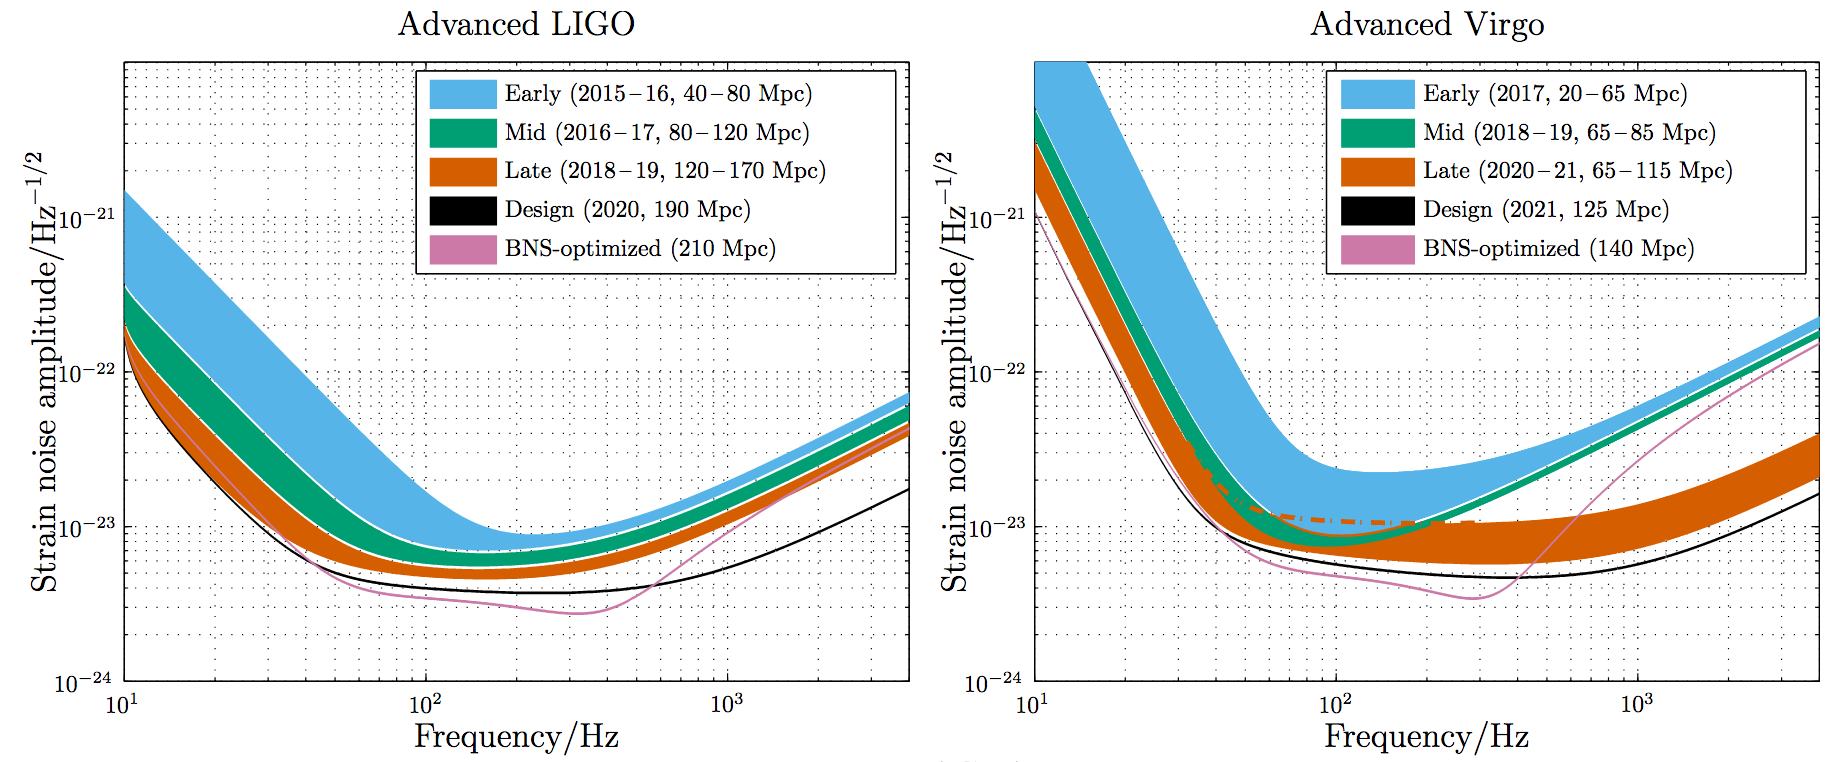 Advanced LIGO
Early (2015−16, 40−80 Mpc)
Mid (2016−17, 80−120 Mpc)
Late (2018−19, 120−170 Mpc)
Design (2020, 190 Mpc)
BNS-optimized (210 Mpc)
Strain noise amplitude/Hz^{−1/2}
10^{−21}
10^{−22}
10^{−23}
10^{−24}
10^{1}
10^{2}
10^{3}
Frequency/Hz
Advanced Virgo
Early (2017, 20−65 Mpc)
Mid (2018−19, 65−85 Mpc)
Late (2020−21, 65−115 Mpc)
Design (2021, 125 Mpc)
BNS-optimized (140 Mpc)
Strain noise amplitude/Hz^{−1/2}
10^{−21}
10^{−22}
10^{−23}
10^{−24}
10^{1}
10^{2}
10^{3}
Frequency/Hz